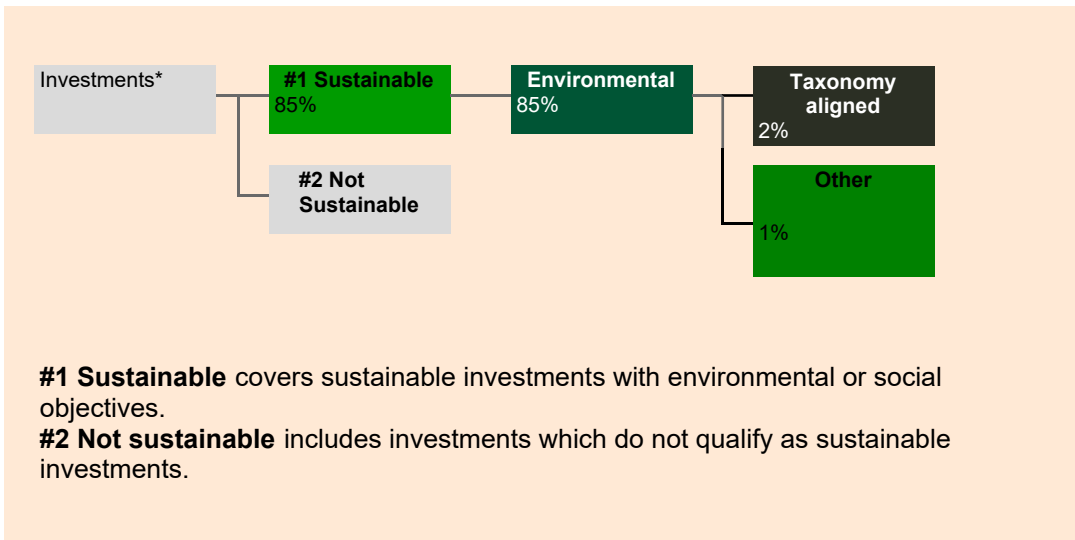 Investments*
#1 Sustainable
85%
Environmental
85%
Taxonomy
aligned
2%
#2 Not
Sustainable
Other
1%
#1 Sustainable covers sustainable investments with environmental or social
objectives.
#2 Not sustainable includes investments which do not qualify as sustainable
investments.